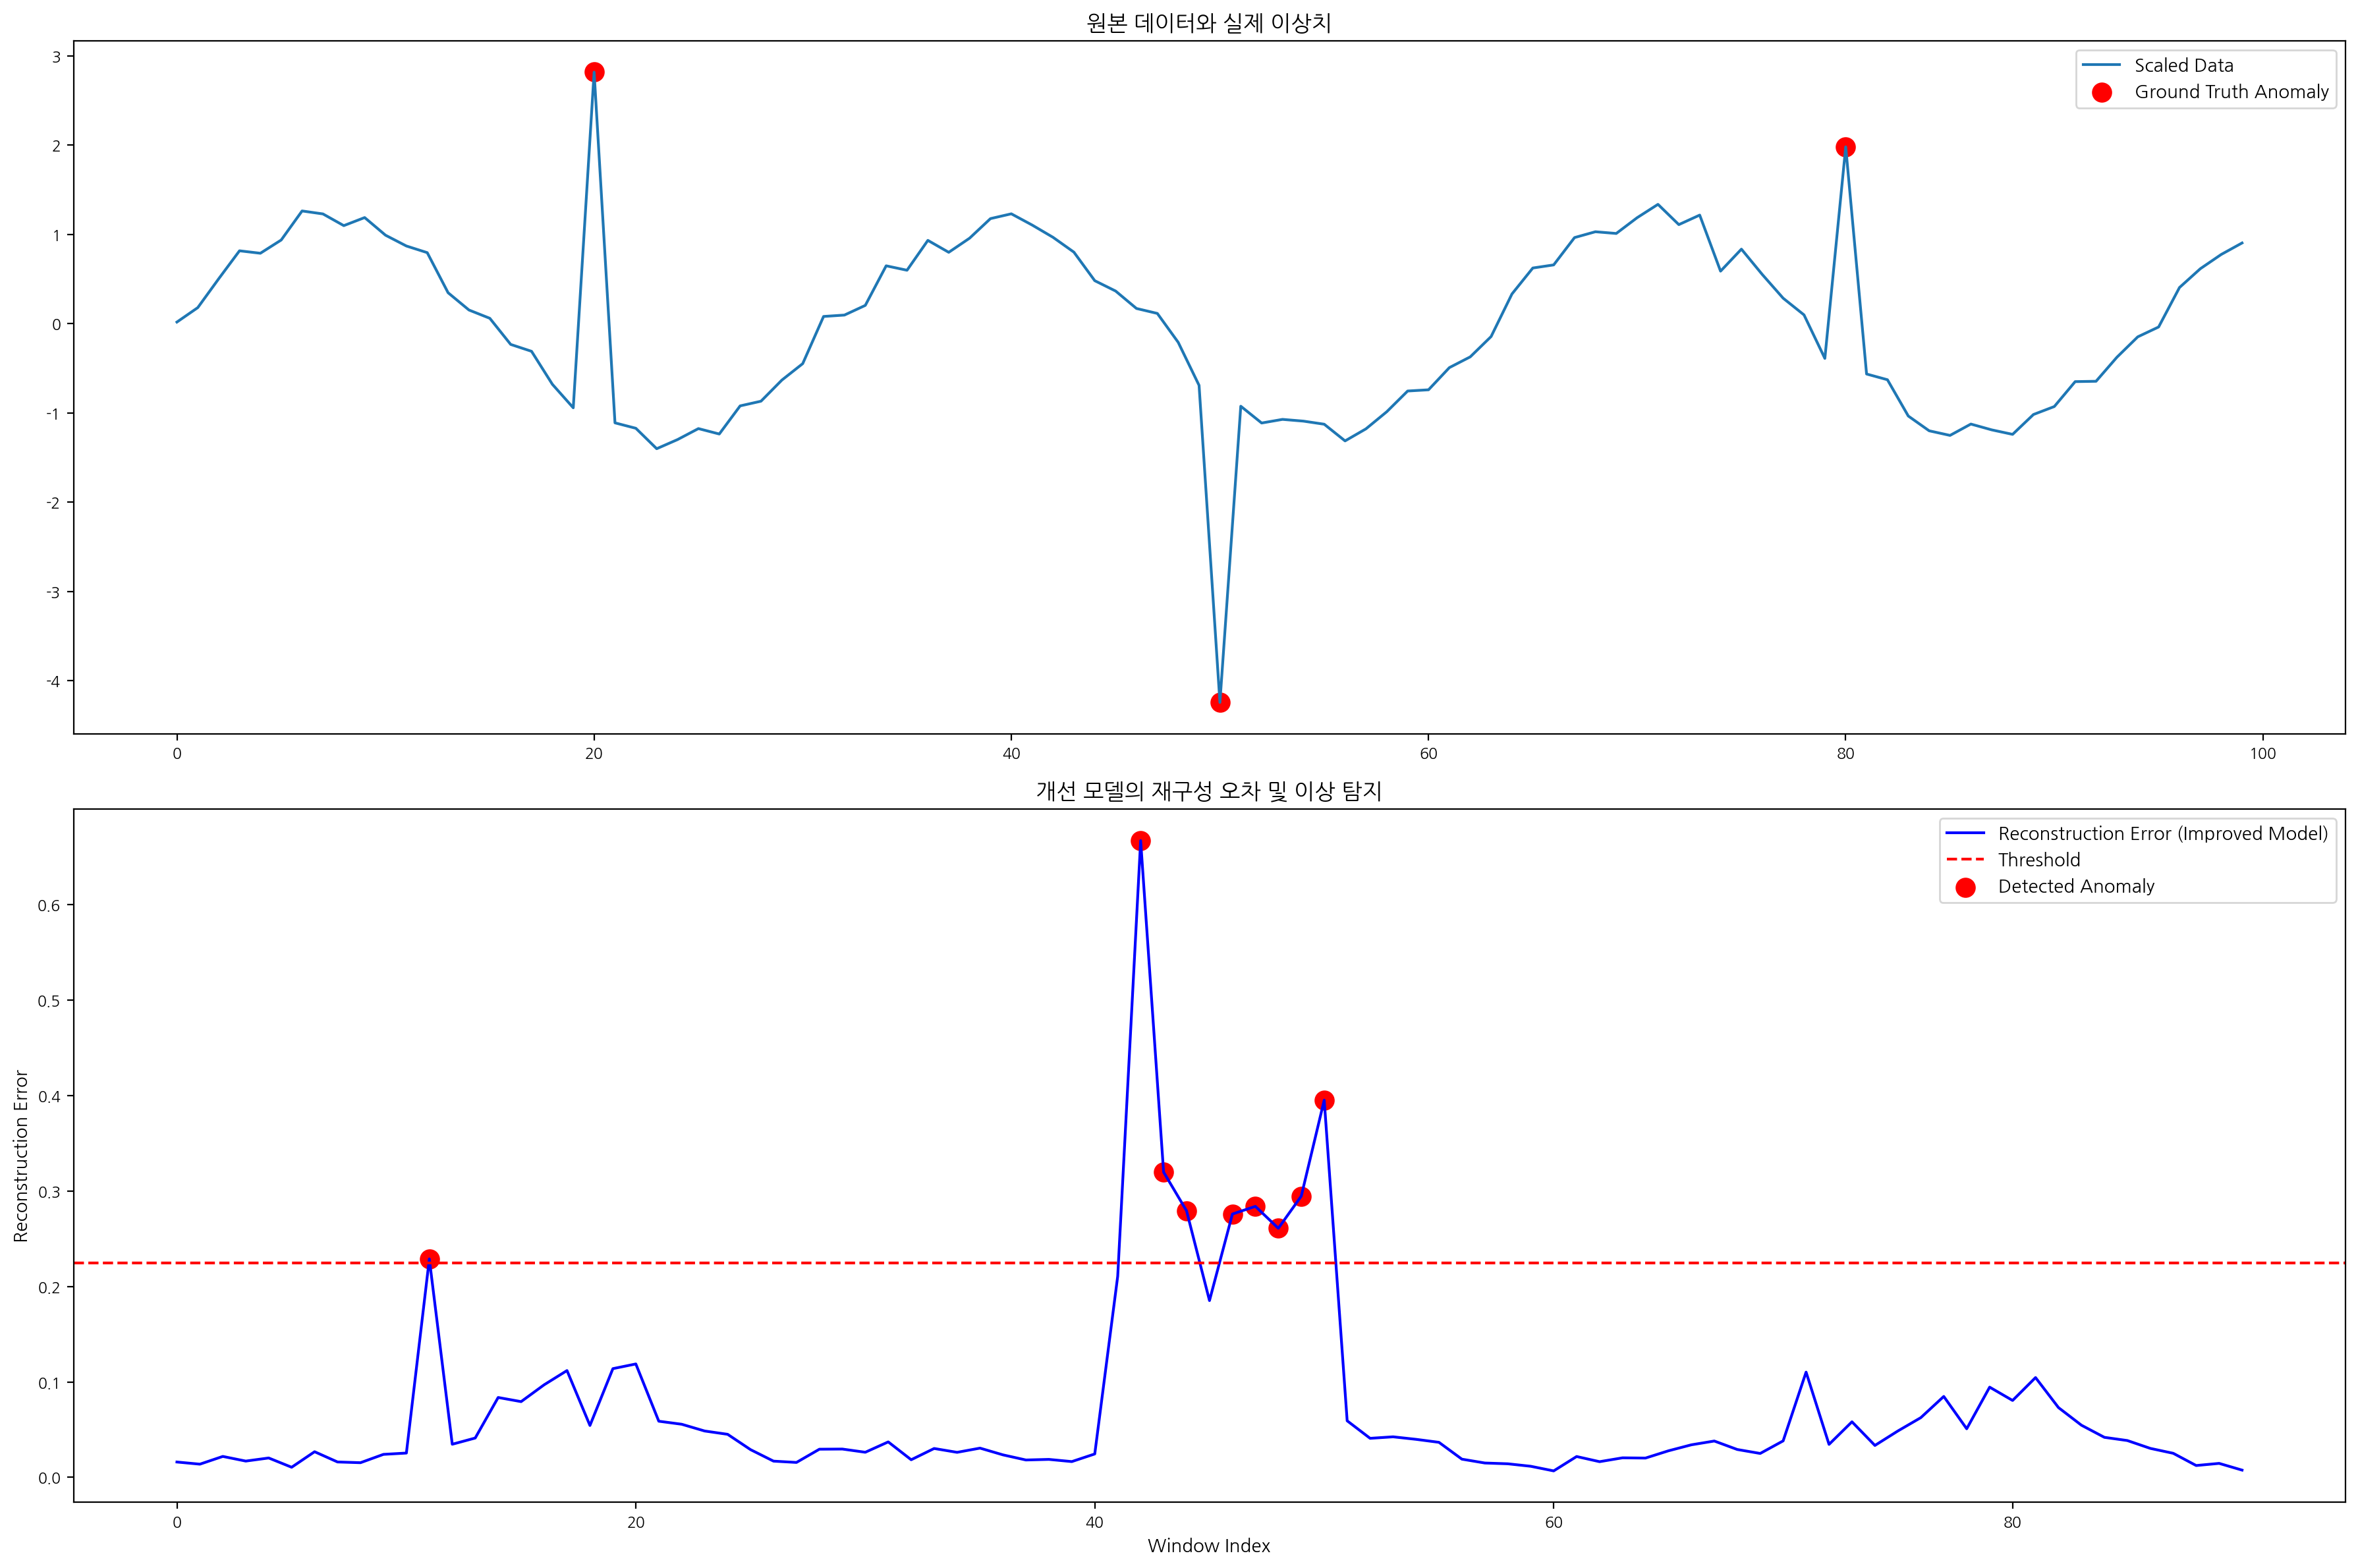 원본 데이터와 실제 이상치
Scaled Data
Ground Truth Anomaly
3
2
1
0
-1
-2
-3
-4
0 20 40 60 80 100
개선 모델의 재구성 오차 및 이상 탐지
Reconstruction Error (Improved Model)
Threshold
Detected Anomaly
Reconstruction Error
0.6
0.5
0.4
0.3
0.2
0.1
0.0
0 20 40 60 80
Window Index